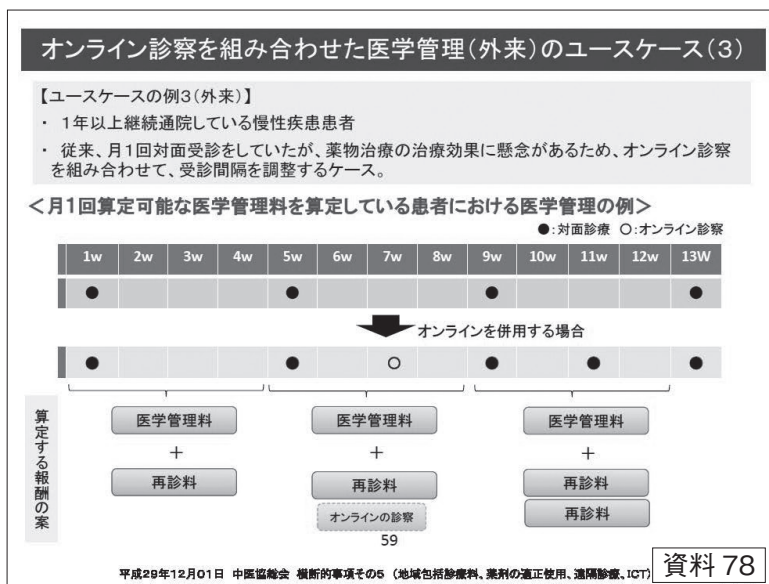 オンライン診察を組み合わせた医学管理(外来)のユースケース(3)
【ユースケースの例3(外来)】
・ 1年以上継続通院している慢性疾患患者
・ 従来、月1回対面受診をしていたが、薬物治療の治療効果に懸念があるため、オンライン診察
を組み合わせて、受診間隔を調整するケース。
<月1回算定可能な医学管理料を算定している患者における医学管理の例>
●:対面診療 ○:オンライン診察
1w 2w 3w 4w 5w 6w 7w 8w 9w 10w 11w 12w 13W
オンラインを併用する場合
算定する報酬の案
医学管理料 医学管理料 医学管理料
+ + +
再診料 再診料 再診料
オンラインの診察 再診料
59
平成29年12月01日 中医協総会 横断的事項その5 (地域包括診療料、薬剤の適正使用、遠隔診療、ICT)
資料 78